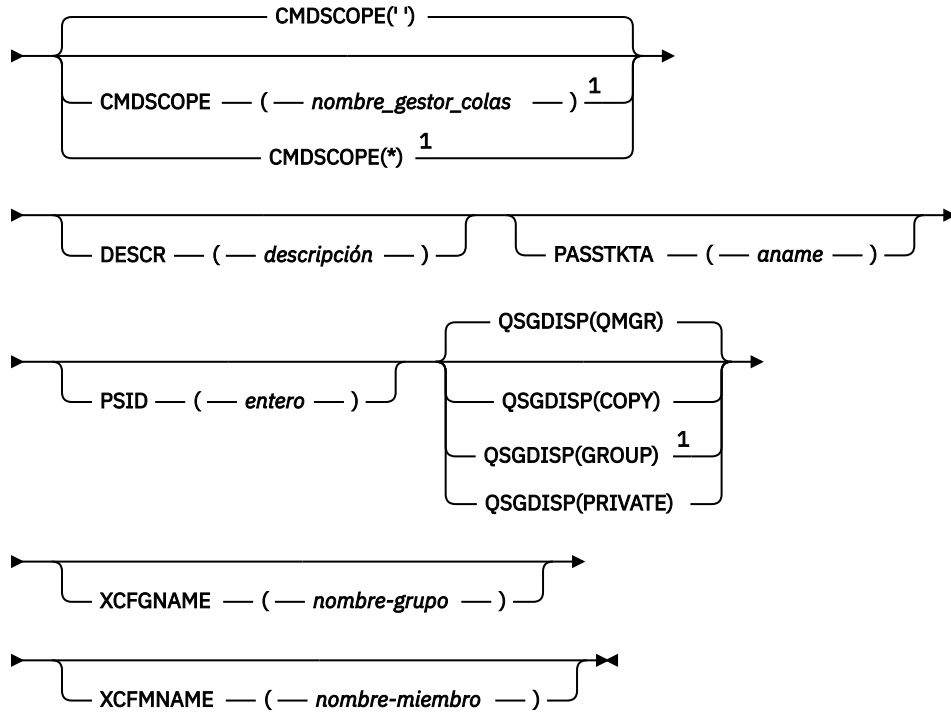 CMDSCOPE(' ')
CMDSCOPE ( nombre_gestor_colas ) 1
CMDSCOPE(*) 1
DESCR ( descripción ) PASSTKTA ( aname )
QSGDISP(QMGR)
PSID ( entero ) QSGDISP(COPY)
QSGDISP(GROUP) 1
QSGDISP(PRIVATE)
XCFGNAME ( nombre-grupo )
XCFMNAME ( nombre-miembro )